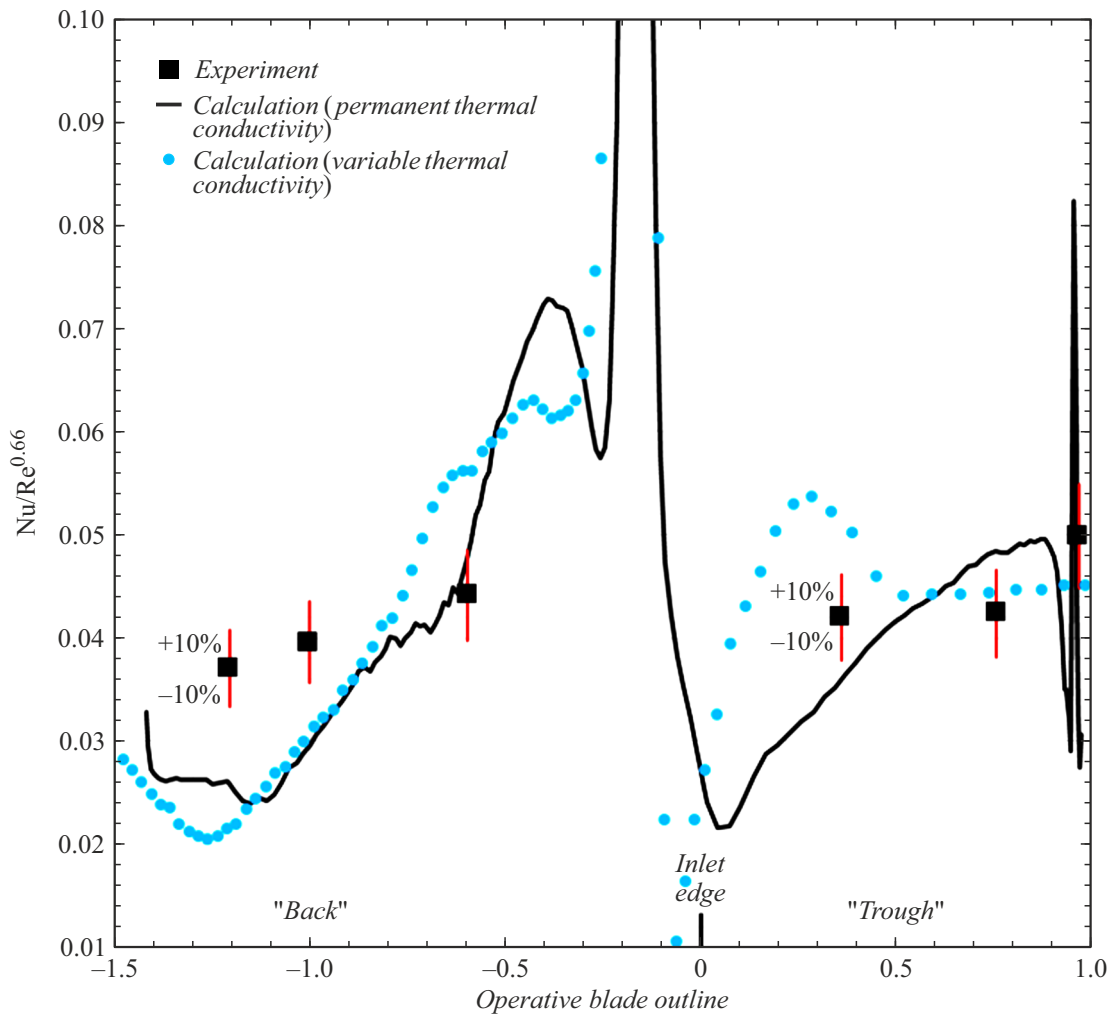 0.10
Experiment
Calculation (permanent thermal
conductivity)
0.09
Calculation (variable thermal
conductivity)
0.08
0.07
0.06
Nu/Re^0.66
0.05
+10%
–10%
0.04
+10%
–10%
0.03
0.02
Inlet
edge
"Back"
"Trough"
0.01
–1.5
–1.0
–0.5
0
0.5
1.0
Operative blade outline